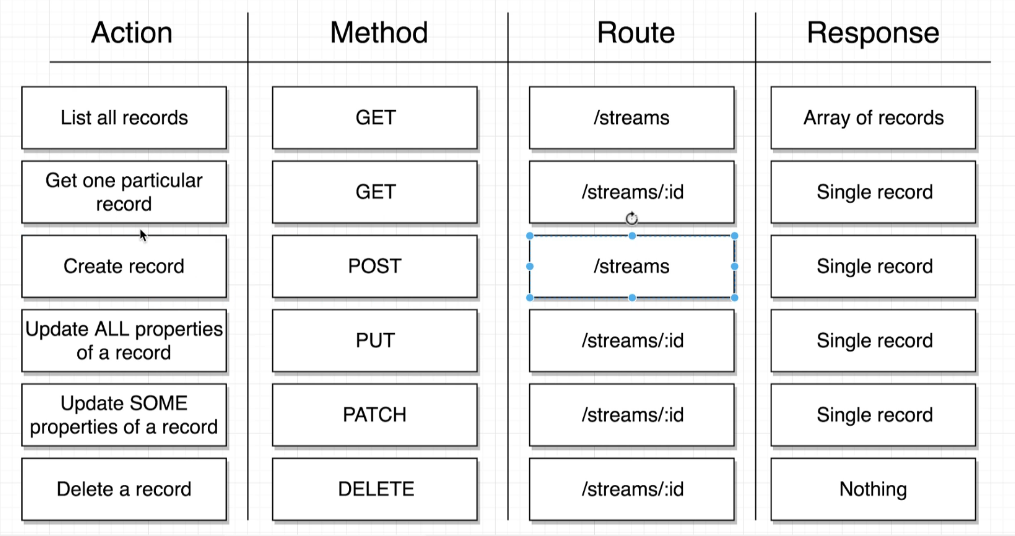 Action Method Route Response
List all records GET /streams Array of records
Get one particular
record GET /streams/:id Single record
Create record POST /streams Single record
Update ALL properties
of a record PUT /streams/:id Single record
Update SOME
properties of a record PATCH /streams/:id Single record
Delete a record DELETE /streams/:id Nothing